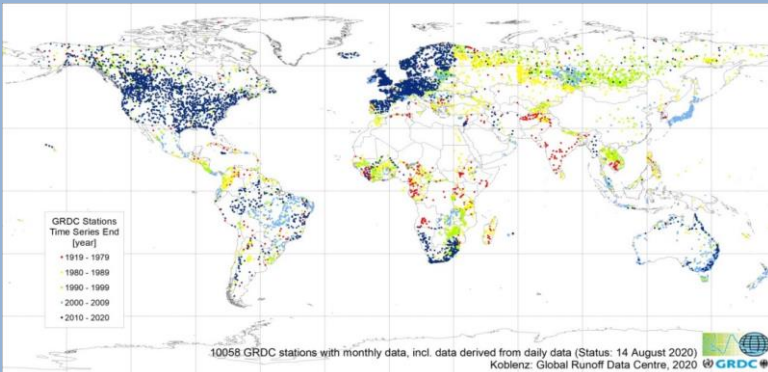 GRDC Stations
Time Series End
[year]
1919 - 1979
1980 - 1989
1990 - 1999
2000 - 2009
2010 - 2020
10058 GRDC stations with monthly data, incl. data derived from daily data (Status: 14 August 2020)
Koblenz: Global Runoff Data Centre, 2020
GRDC